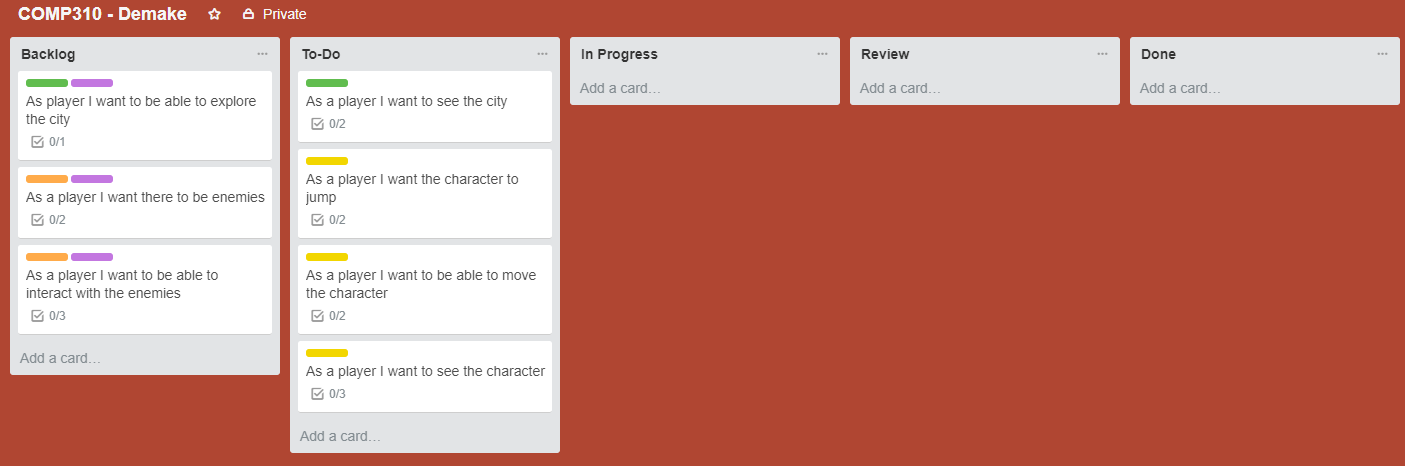 COMP310 - Demake
Private
Backlog
As player I want to be able to explore
the city
0/1
As a player I want there to be enemies
0/2
As a player I want to be able to
interact with the enemies
0/3
Add a card...
To-Do
As a player I want to see the city
0/2
As a player I want the character to
jump
0/2
As a player I want to be able to move
the character
0/2
As a player I want to see the character
0/3
Add a card...
In Progress
Add a card...
Review
Add a card...
Done
Add a card...